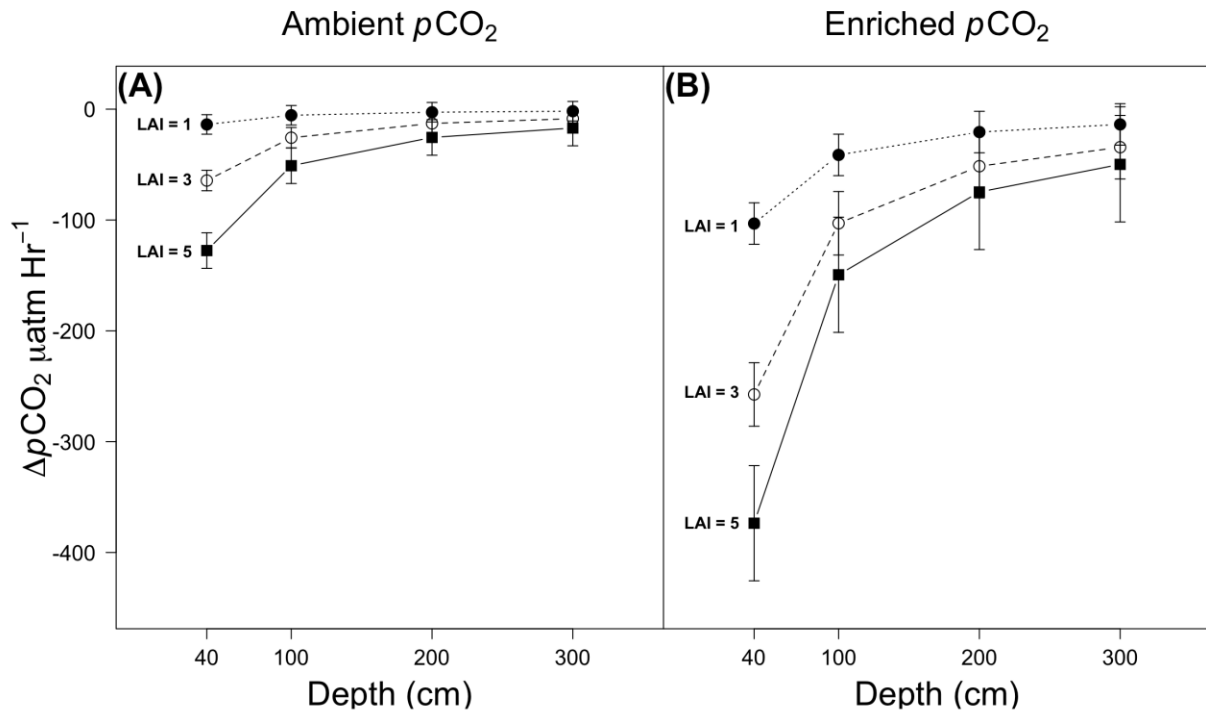 Ambient pCO₂
Enriched pCO₂
(A)
(B)
ΔpCO₂ µatm Hr⁻¹
0
-100
-200
-300
-400
LAI = 1
LAI = 3
LAI = 5
LAI = 1
LAI = 3
LAI = 5
40 100 200 300
40 100 200 300
Depth (cm)
Depth (cm)